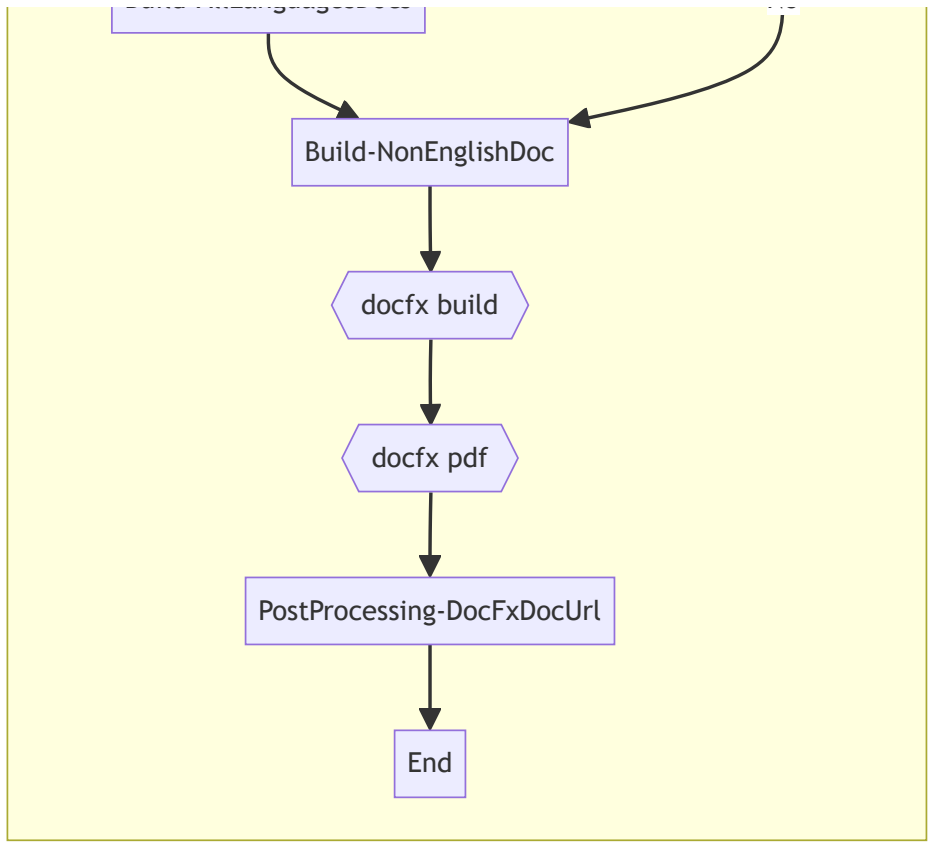 Build-NonEnglishDoc
docfx build
docfx pdf
PostProcessing-DocFxDocUrl
End